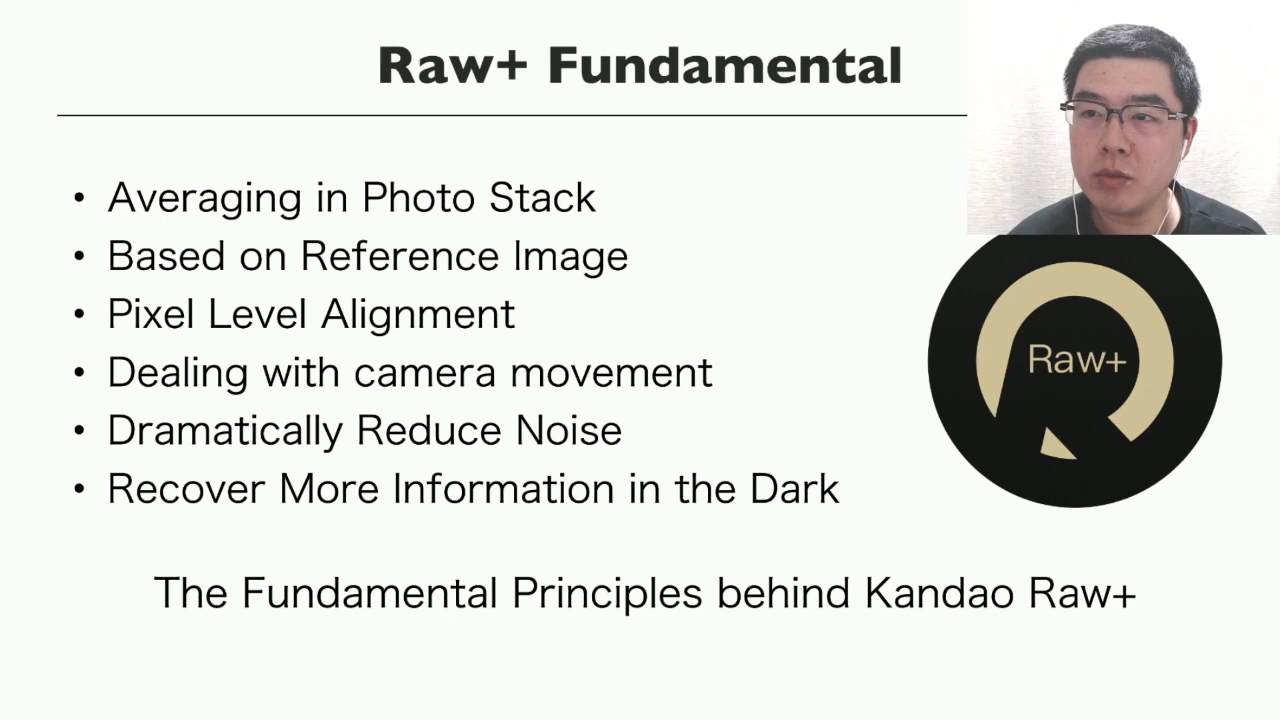 Raw+ Fundamental
• Averaging in Photo Stack
• Based on Reference Image
• Pixel Level Alignment
• Dealing with camera movement
• Dramatically Reduce Noise
• Recover More Information in the Dark
Raw+
The Fundamental Principles behind Kandao Raw+